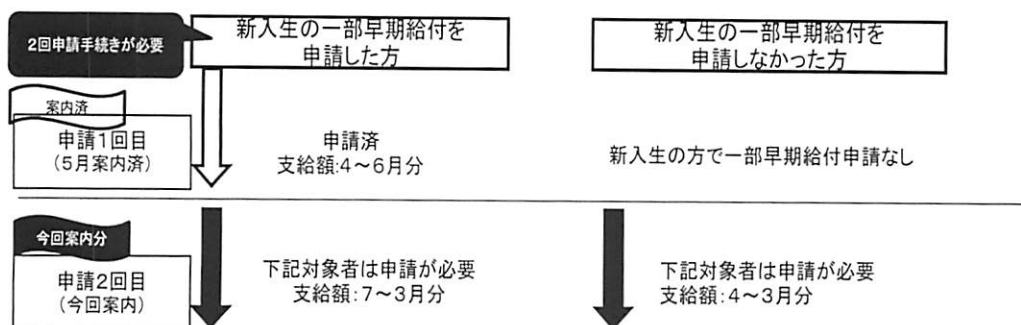 2回申請手続きが必要
新入生の一部早期給付を
申請した方
新入生の一部早期給付を
申請しなかった方
案内済
申請1回目
(5月案内済)
申請済
支給額:4～6月分
新入生の方で一部早期給付申請なし
今回案内分
申請2回目
(今回案内)
下記対象者は申請が必要
支給額:7～3月分
下記対象者は申請が必要
支給額:4～3月分